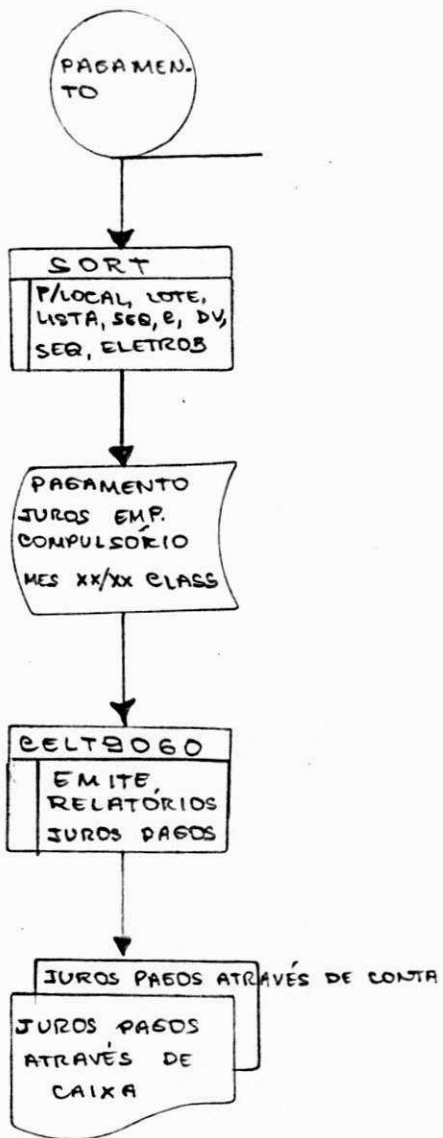 PAGAMEN.
TO
SORT
P/LOCAL, LOTE,
LISTA, SEQ, C, DV,
SEQ, ELETROB
PAGAMENTO
JUROS EMP.
COMPULSÓRIO
MES XX/XX CLASS
CELT9060
EMITE,
RELATÓRIOS
JUROS PAGOS
JUROS PAGOS ATRAVÉS DE CONTA
JUROS PAGOS
ATRAVÉS DE
CAIXA